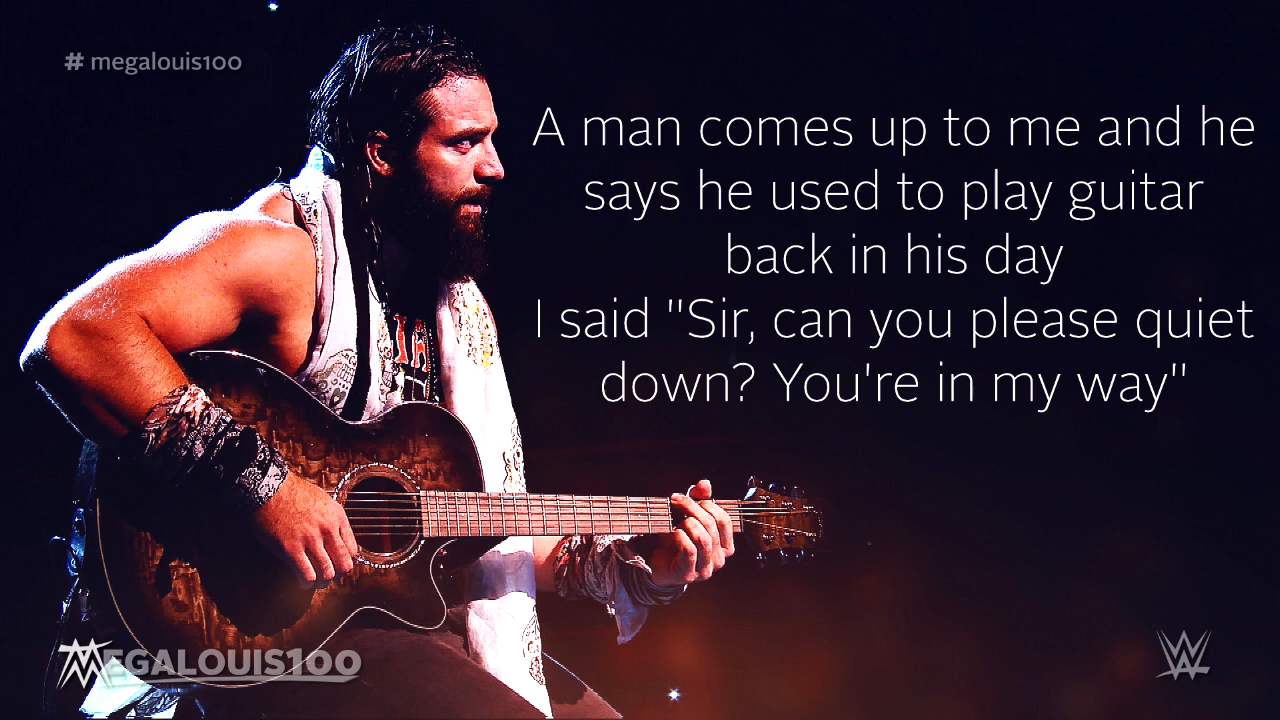 # megalouis100
A man comes up to me and he
says he used to play guitar
back in his day
I said "Sir, can you please quiet
down? You're in my way"
MEGALOUIS100